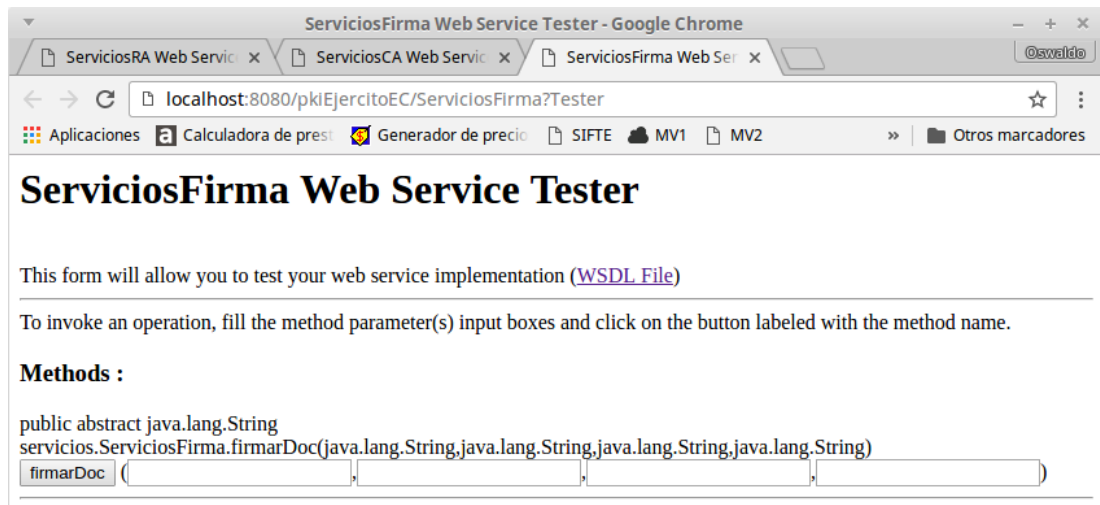 ServiciosFirma Web Service Tester - Google Chrome
ServiciosRA Web Servic ServiciosCA Web Servic ServiciosFirma Web Ser Oswaldo
localhost:8080/pkiEjercitoEC/ServiciosFirma?Tester
Aplicaciones a Calculadora de prest Generador de precio SIFTE MV1 MV2 » Otros marcadores
ServiciosFirma Web Service Tester
This form will allow you to test your web service implementation (WSDL File)
To invoke an operation, fill the method parameter(s) input boxes and click on the button labeled with the method name.
Methods :
public abstract java.lang.String
servicios.ServiciosFirma.firmarDoc(java.lang.String,java.lang.String,java.lang.String,java.lang.String)
firmarDoc ( , , , )